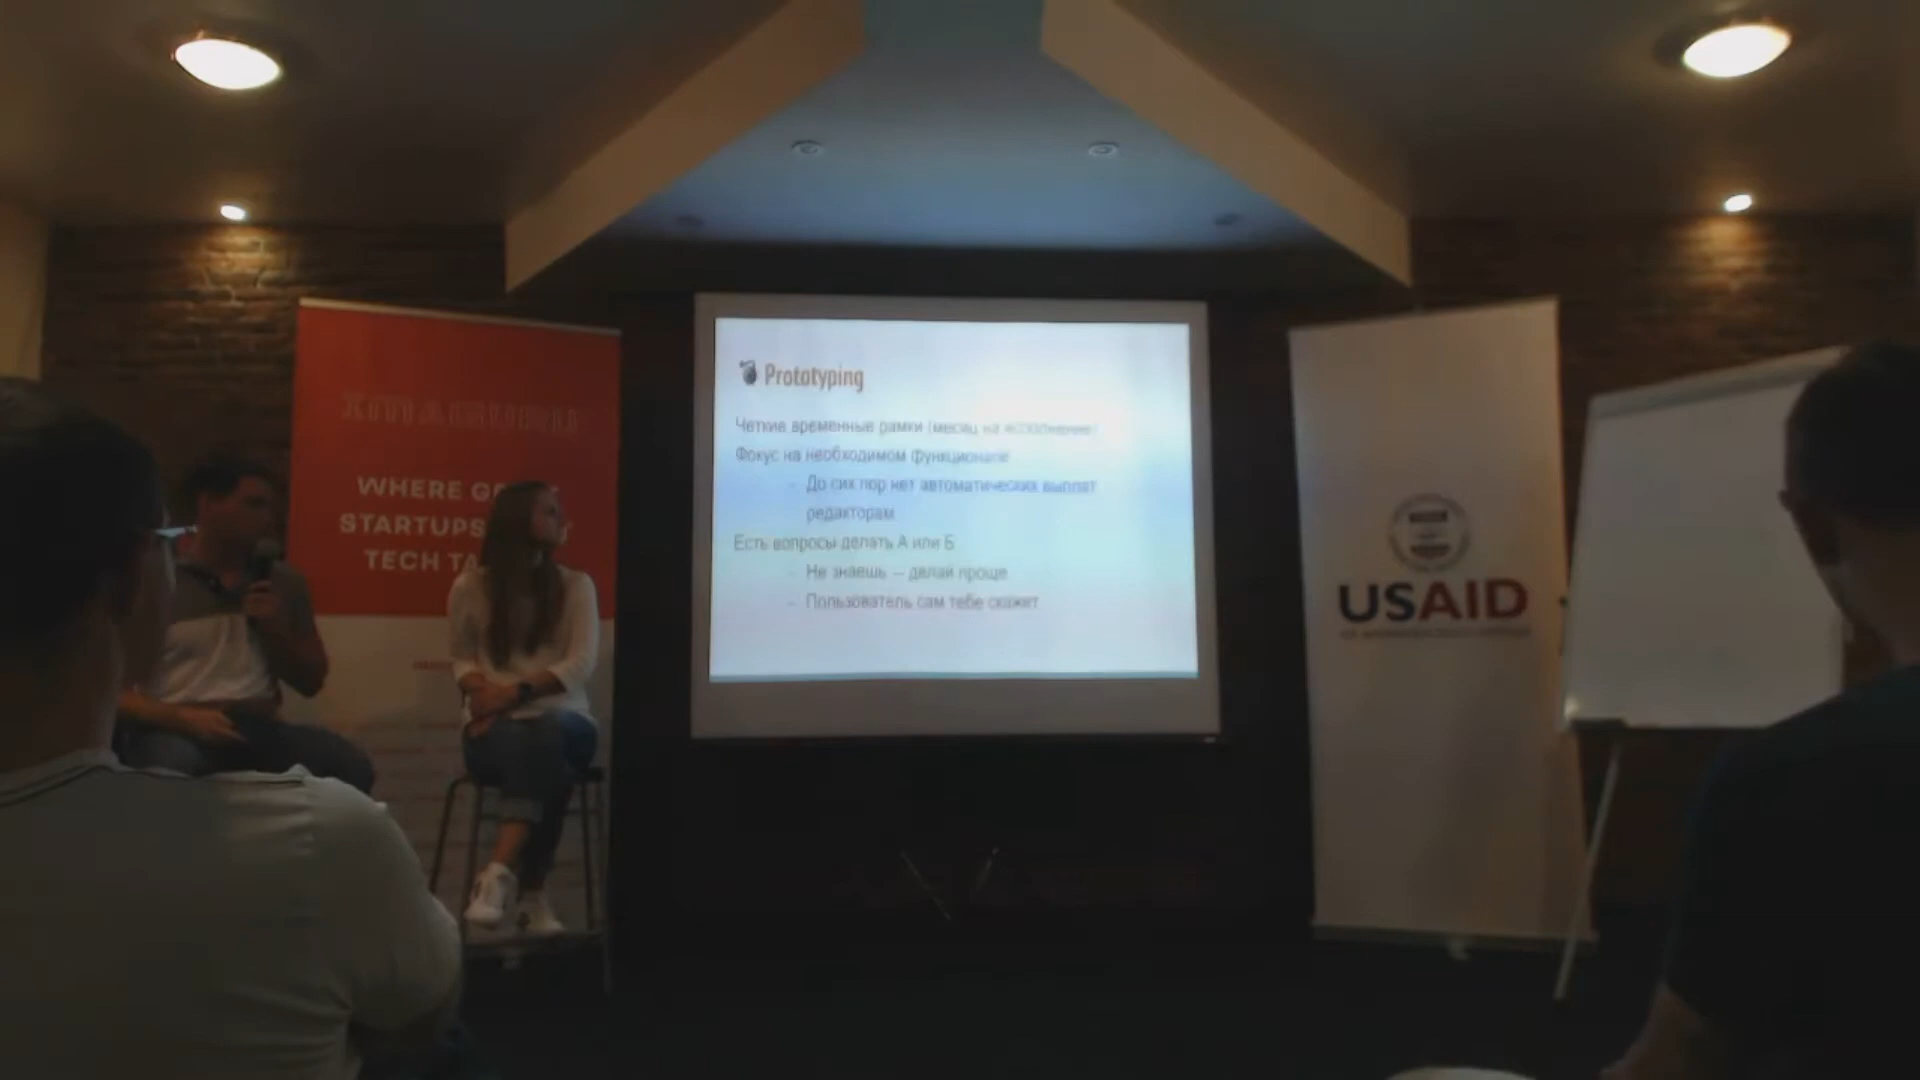 WHERE
STARTUPS
TECH TA
Prototyping
Четкие временные рамки (месяц на исполнение)
Фокус на необходимом функционале
- До сих пор нет автоматических выплат
редакторам
Есть вопросы делать А или Б
- Не знаешь – делай проще
- Пользователь сам тебе скажет
USAID